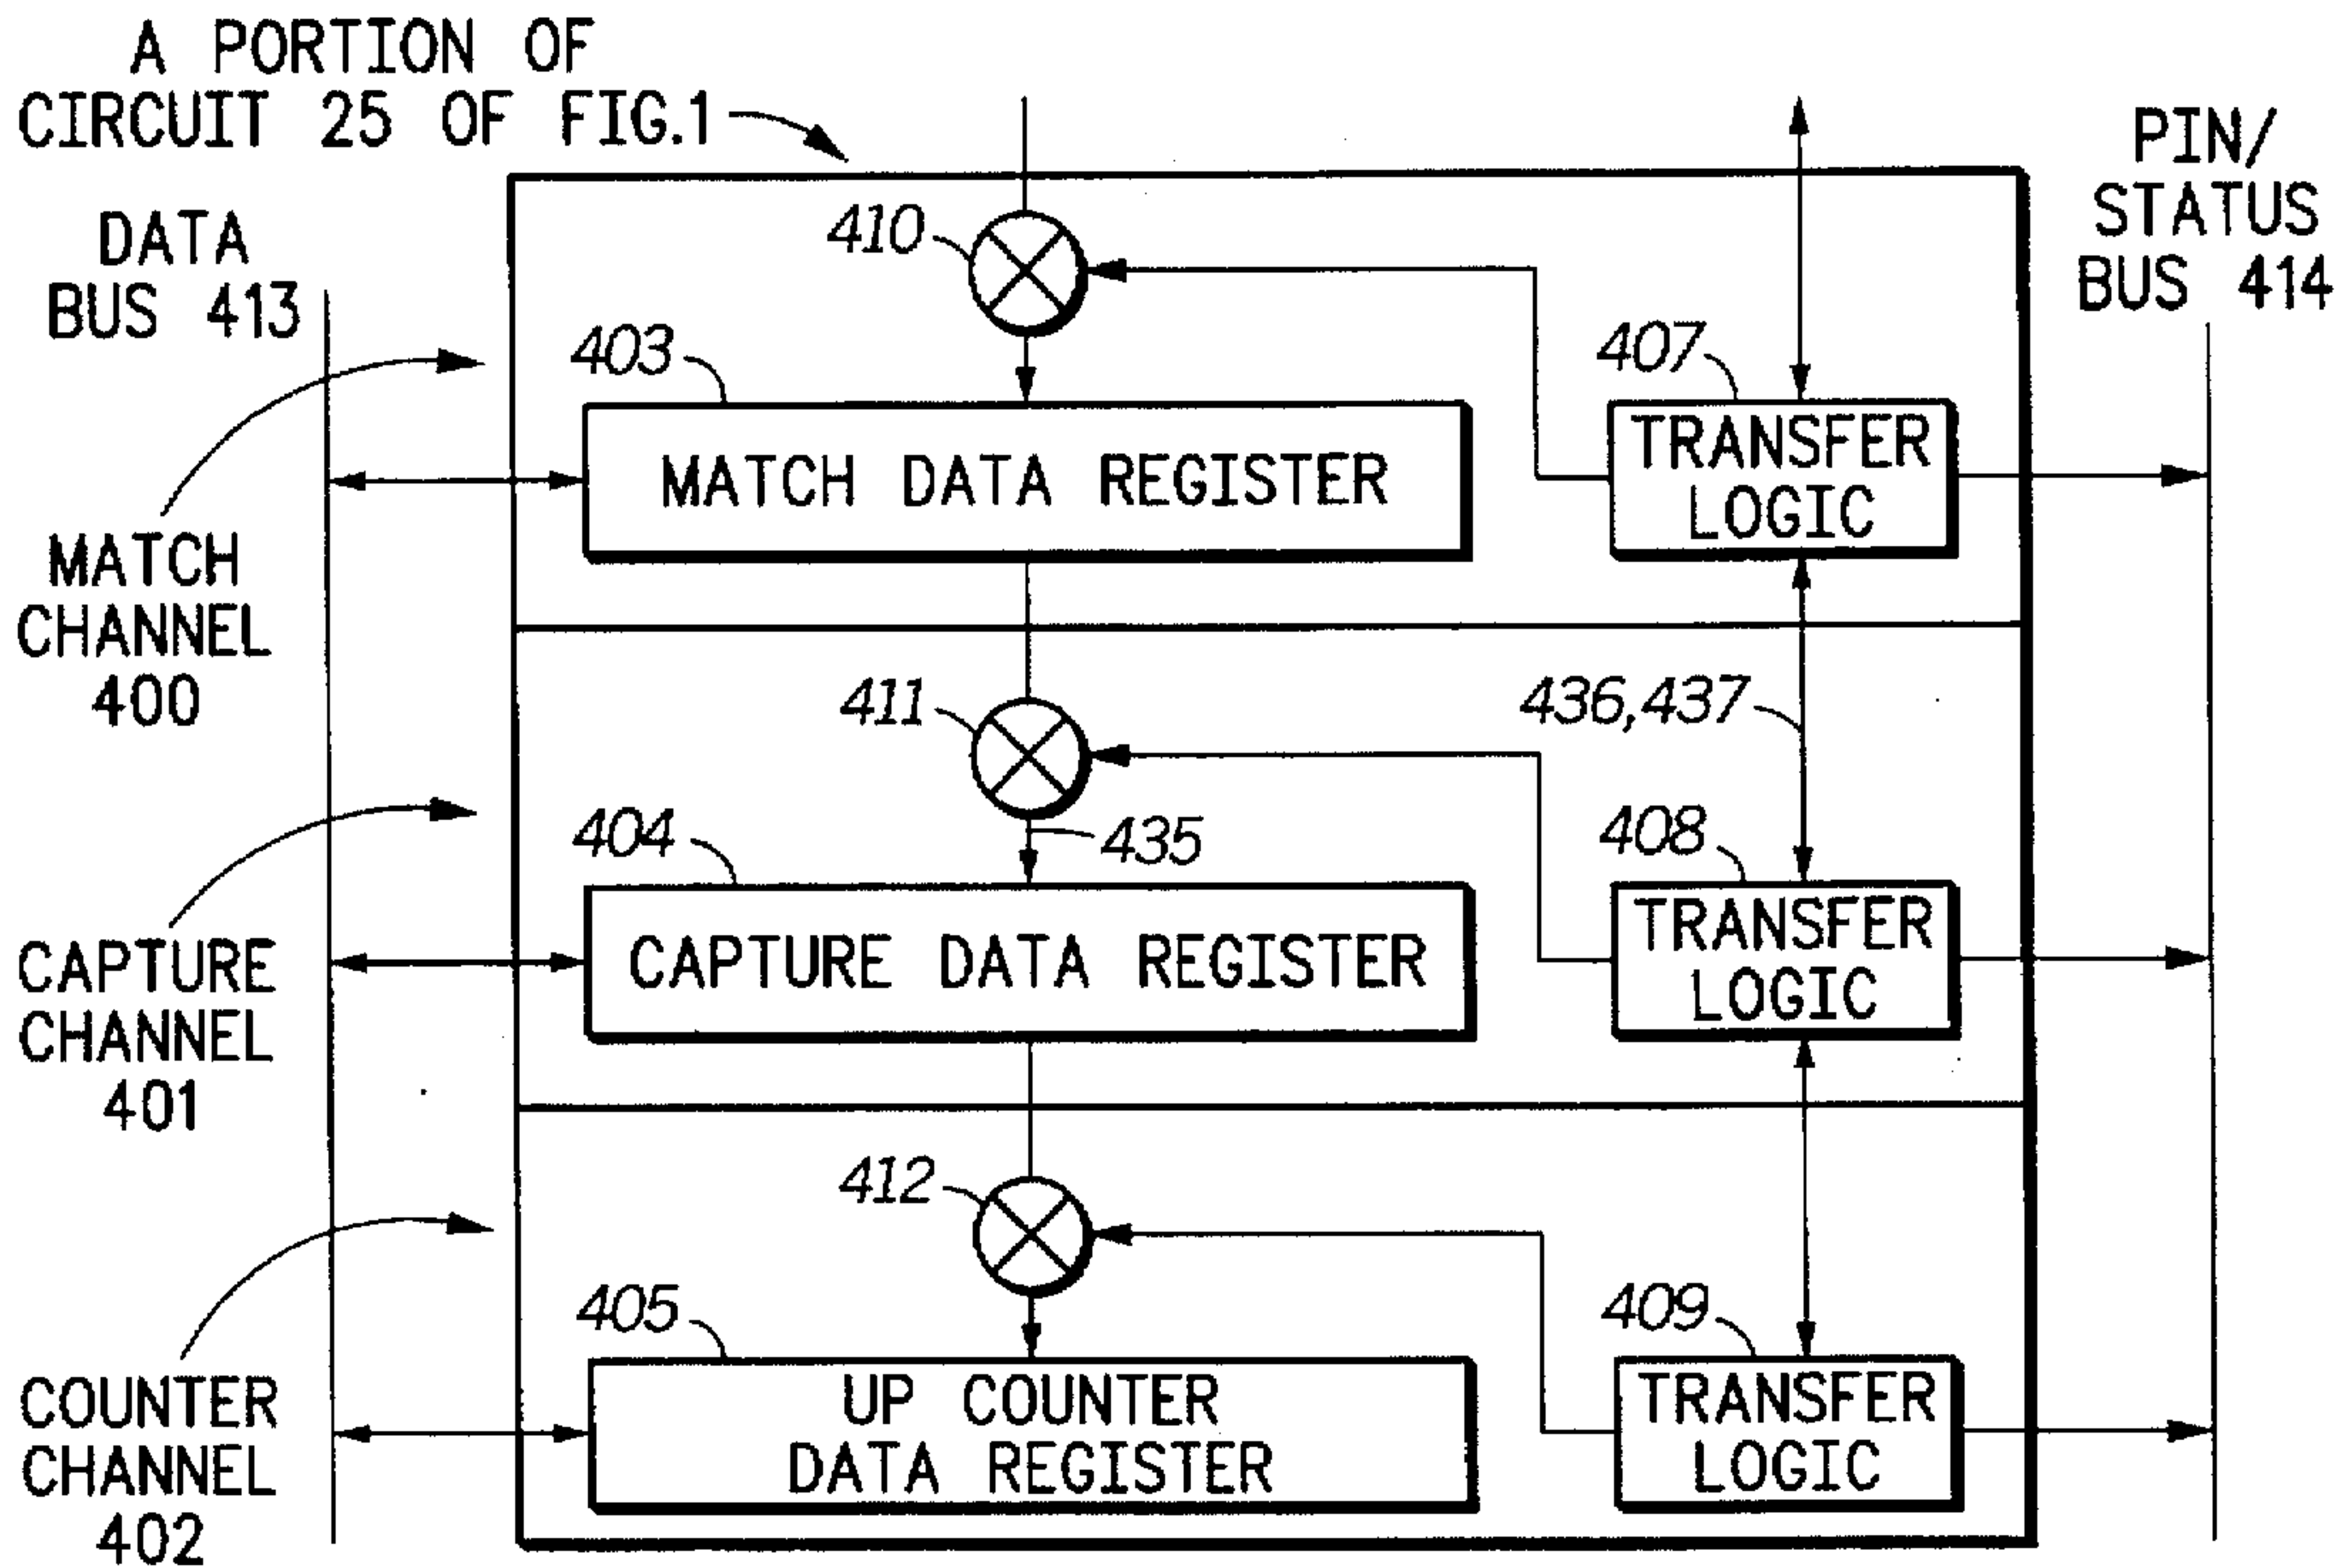 A PORTION OF
CIRCUIT 25 OF FIG.1
DATA
BUS 413
PIN/
STATUS
BUS 414
410
403
407
MATCH DATA REGISTER
TRANSFER
LOGIC
MATCH
CHANNEL
400
411
436,437
435
404
408
CAPTURE DATA REGISTER
TRANSFER
LOGIC
CAPTURE
CHANNEL
401
412
405
409
UP COUNTER
DATA REGISTER
TRANSFER
LOGIC
COUNTER
CHANNEL
402